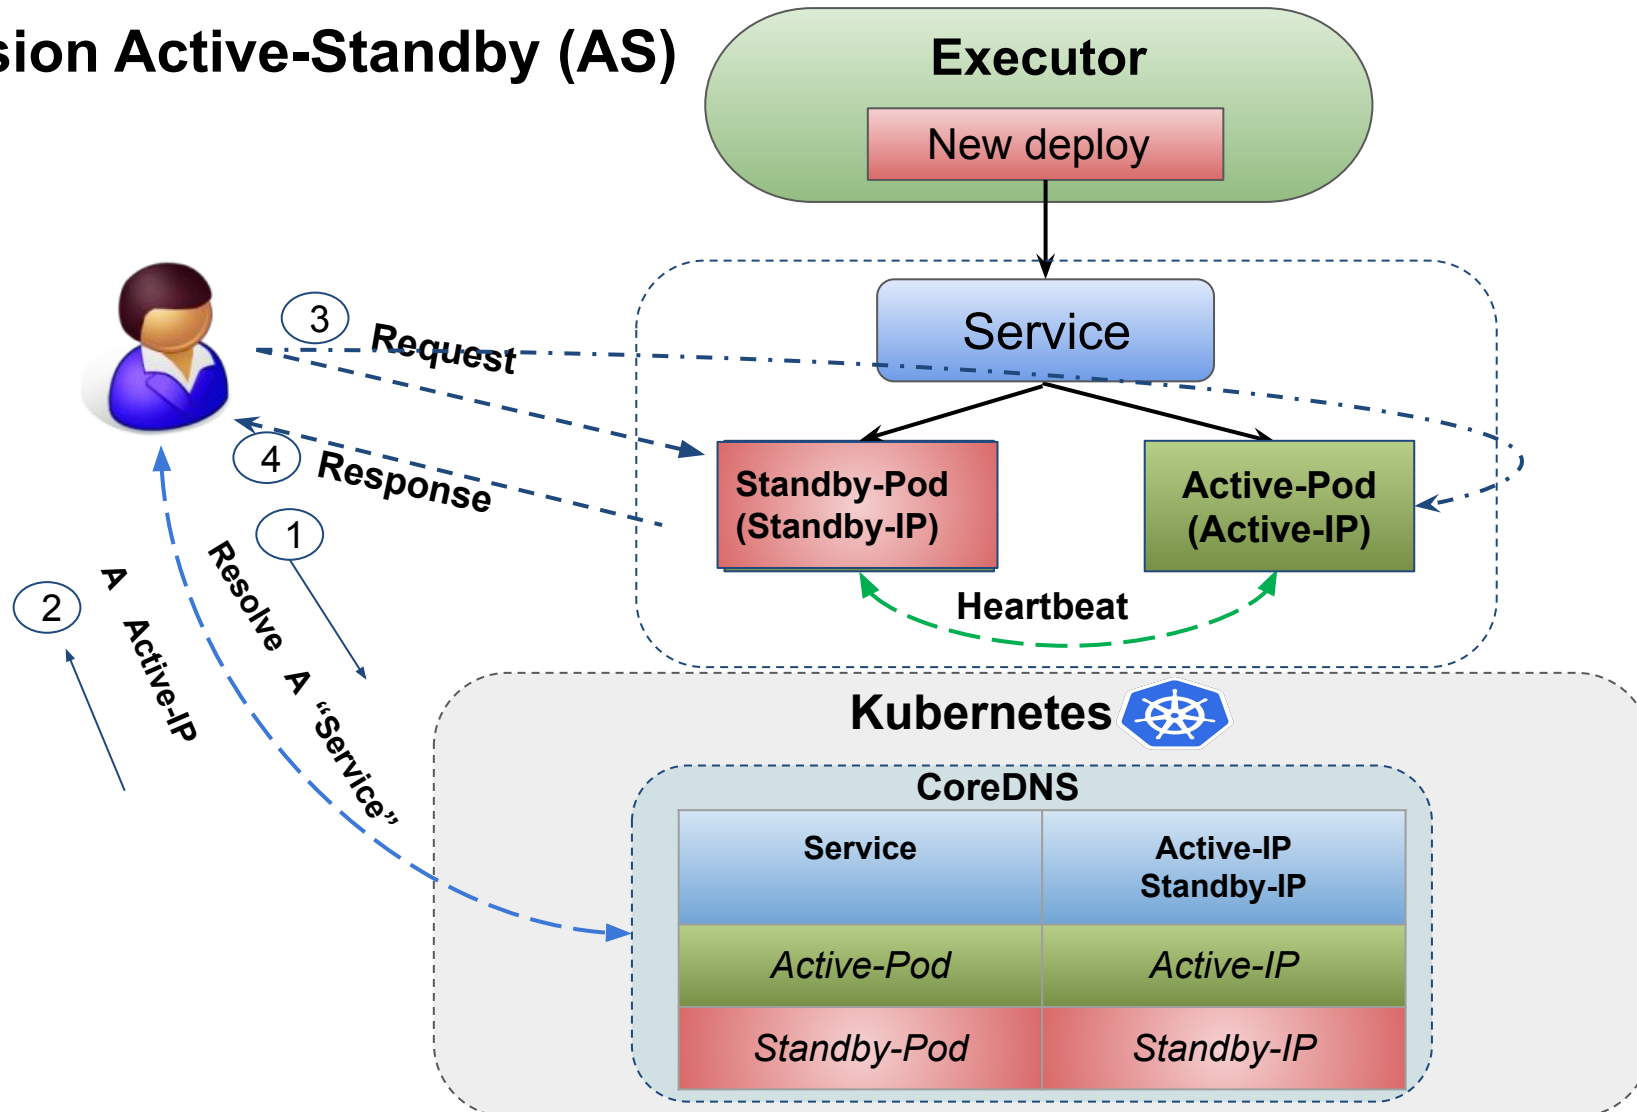 sion Active-Standby (AS)
Executor
New deploy
Service
3
Request
4
Response
Standby-Pod
(Standby-IP)
Active-Pod
(Active-IP)
1
Resolve A “Service”
2
A Active-IP
Heartbeat
Kubernetes
CoreDNS
Service
Active-IP
Standby-IP
Active-Pod
Active-IP
Standby-Pod
Standby-IP